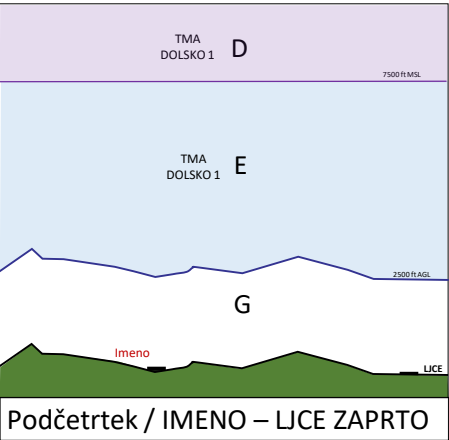 TMA
DOLSKO 1 D
7500 ft MSL
TMA
DOLSKO 1 E
2500 ft AGL
G
Imeno
LJCE
Podčetrtek / IMENO – LJCE ZAPRTO